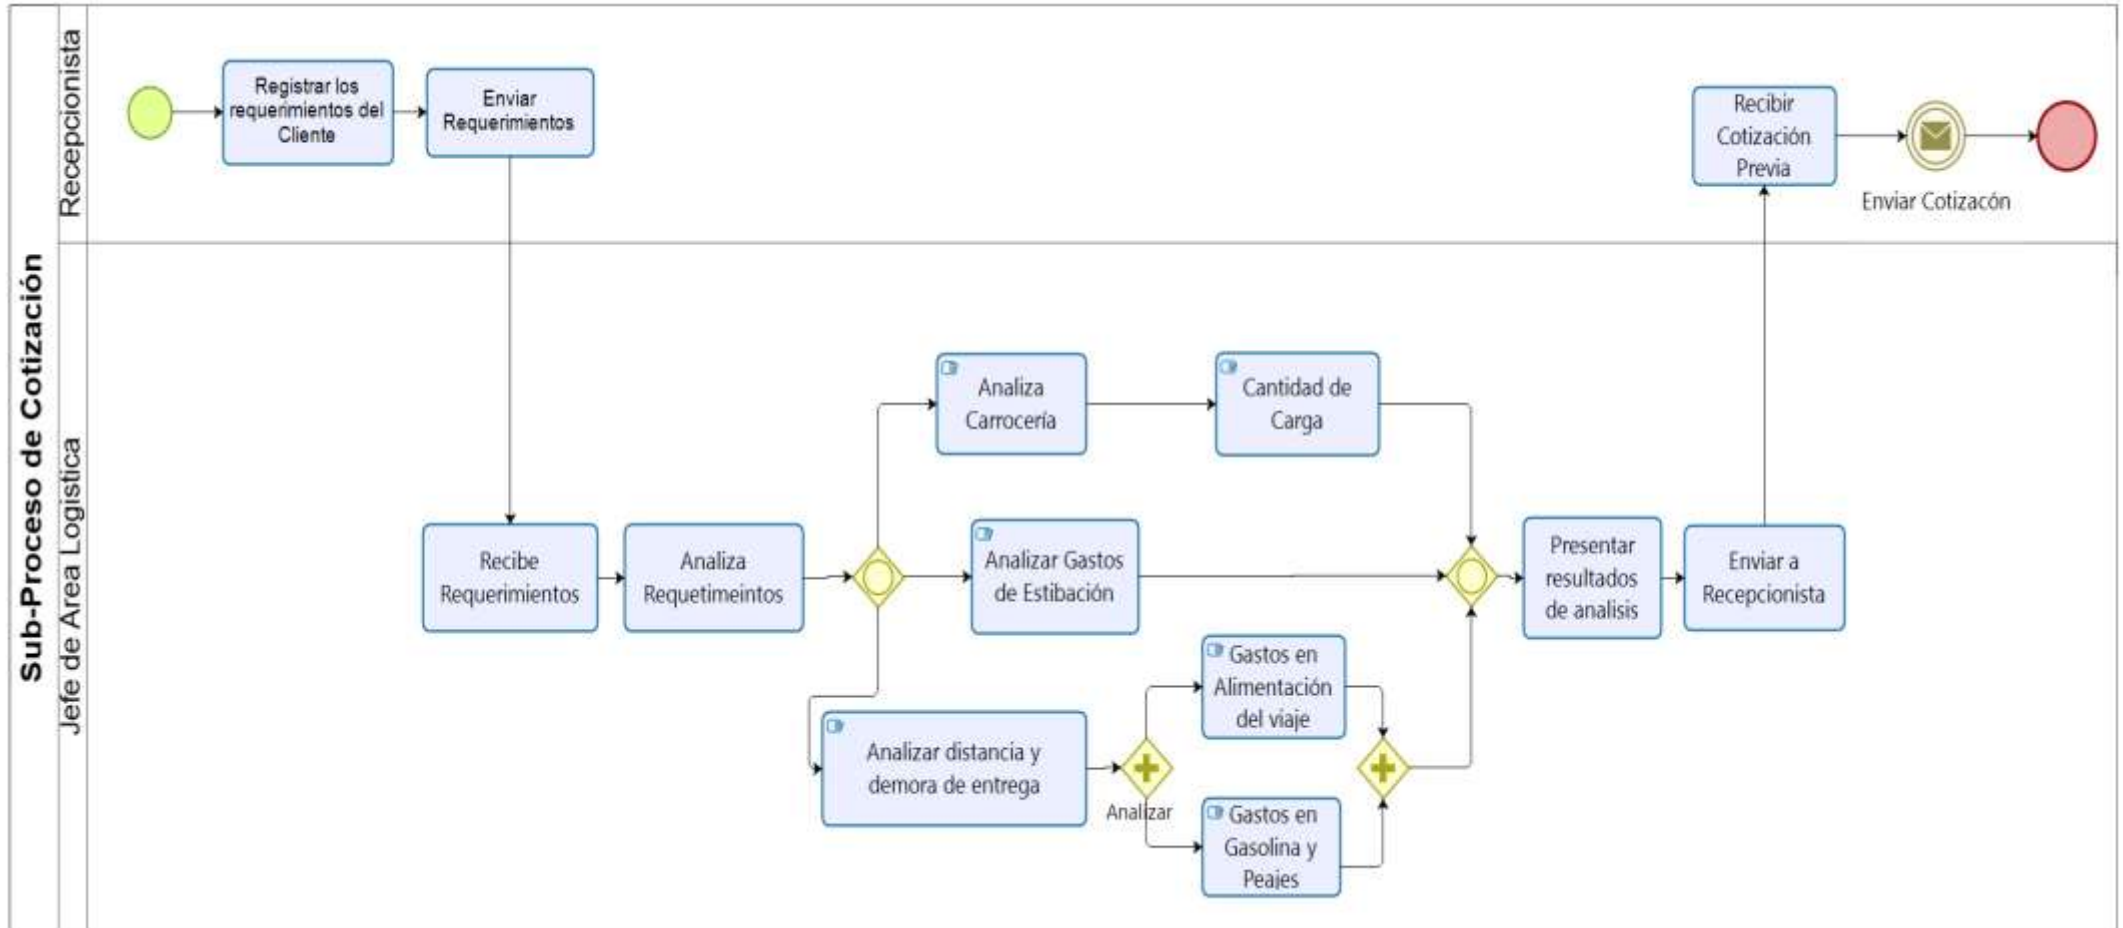 Sub-Proceso de Cotización
Recepcionista
Registrar los
requerimientos del
Cliente
Enviar
Requerimientos
Recibir
Cotización
Previa
Enviar Cotizacón
Jefe de Area Logistica
Recibe
Requerimientos
Analiza
Requetimeintos
Analiza
Carrocería
Cantidad de
Carga
Analizar Gastos
de Estibación
Analizar distancia y
demora de entrega
Analizar
Gastos en
Alimentación
del viaje
Gastos en
Gasolina y
Peajes
Presentar
resultados
de analisis
Enviar a
Recepcionista